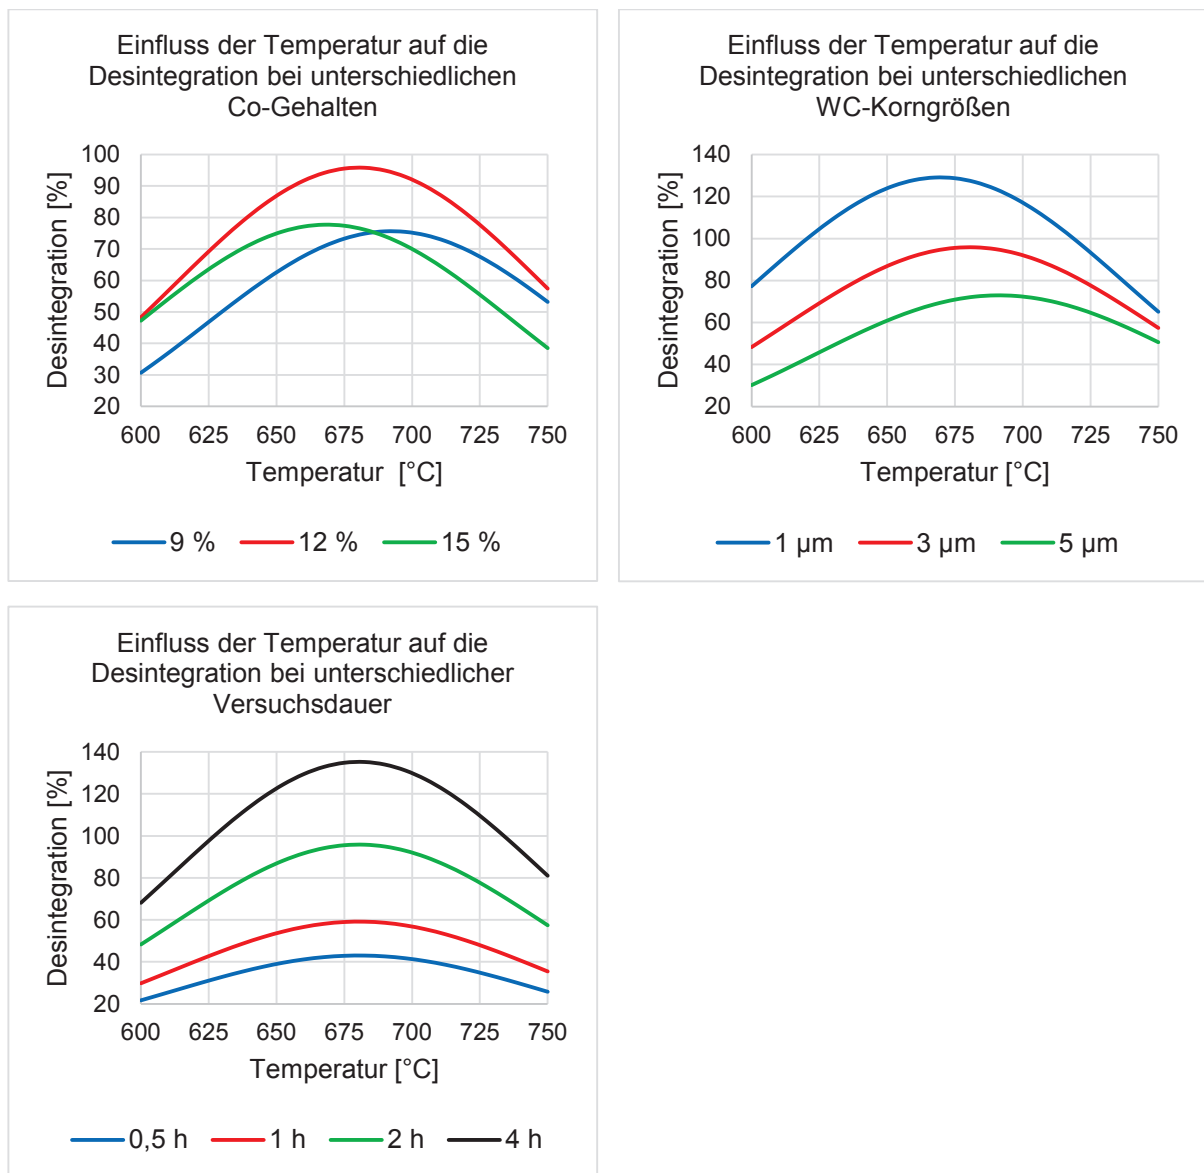 Einfluss der Temperatur auf die
Desintegration bei unterschiedlichen
Co-Gehalten
Desintegration [%]
100
90
80
70
60
50
40
30
20
600 625 650 675 700 725 750
Temperatur [°C]
9 % 12 % 15 %
Einfluss der Temperatur auf die
Desintegration bei unterschiedlichen
WC-Korngrößen
Desintegration [%]
140
120
100
80
60
40
20
600 625 650 675 700 725 750
Temperatur [°C]
1 µm 3 µm 5 µm
Einfluss der Temperatur auf die
Desintegration bei unterschiedlicher
Versuchsdauer
Desintegration [%]
140
120
100
80
60
40
20
600 625 650 675 700 725 750
Temperatur [°C]
0,5 h 1 h 2 h 4 h